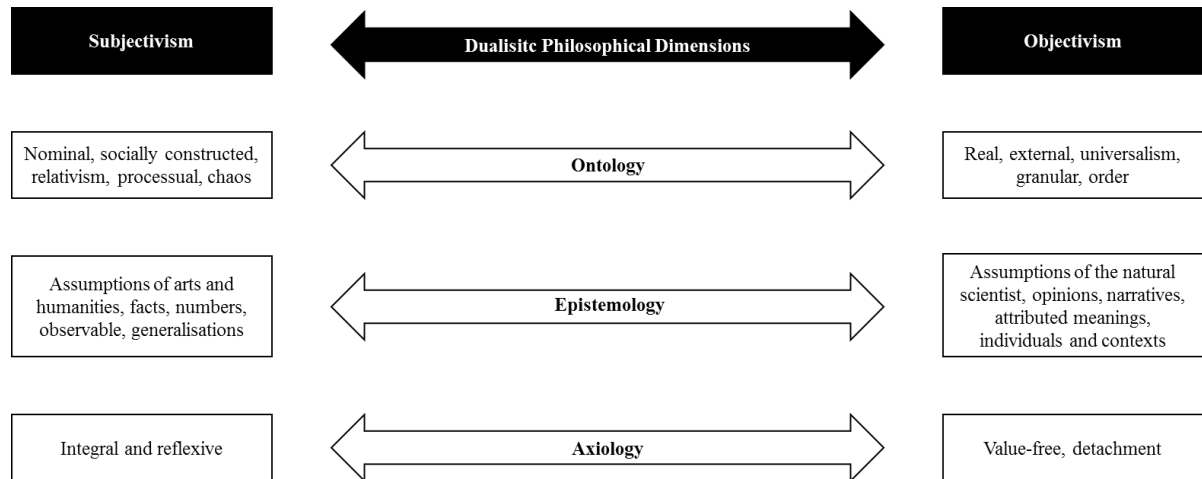 Subjectivism
Dualisitc Philosophical Dimensions
Objectivism
Nominal, socially constructed,
relativism, processual, chaos
Ontology
Real, external, universalism,
granular, order
Assumptions of arts and
humanities, facts, numbers,
observable, generalisations
Epistemology
Assumptions of the natural
scientist, opinions, narratives,
attributed meanings,
individuals and contexts
Integral and reflexive
Axiology
Value-free, detachment